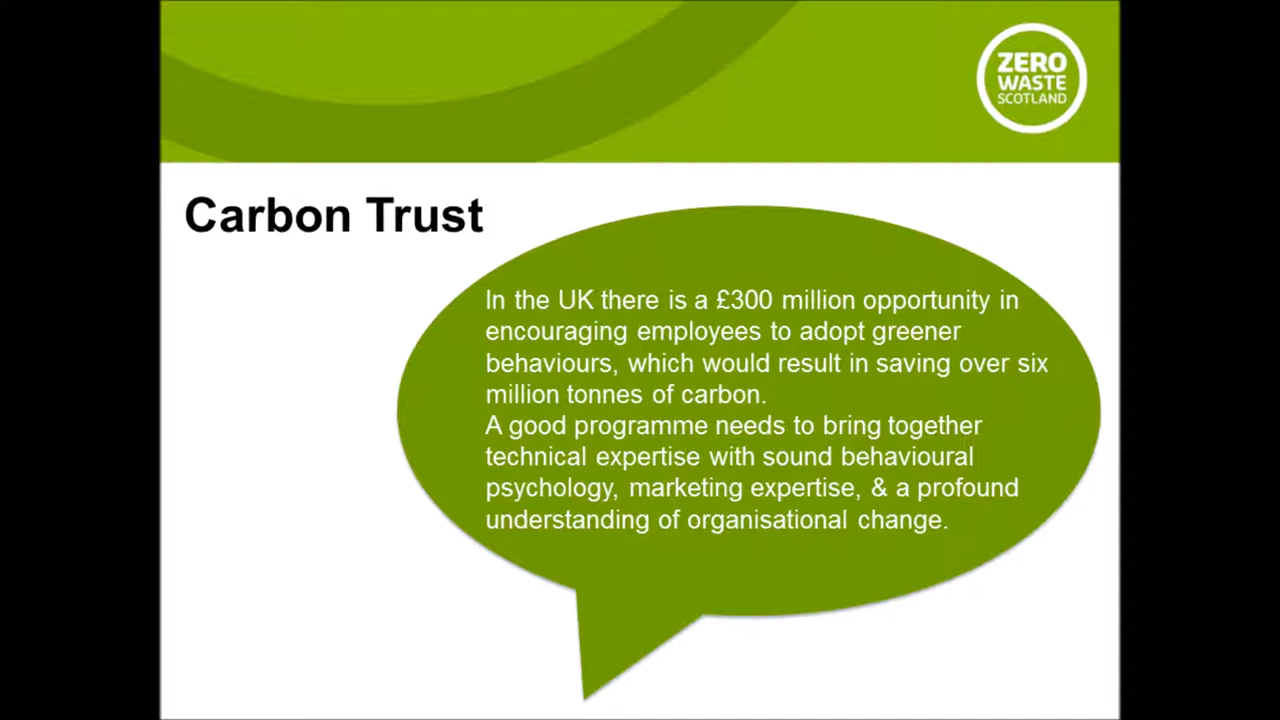 ZERO
WASTE
SCOTLAND
Carbon Trust
In the UK there is a £300 million opportunity in
encouraging employees to adopt greener
behaviours, which would result in saving over six
million tonnes of carbon.
A good programme needs to bring together
technical expertise with sound behavioural
psychology, marketing expertise, & a profound
understanding of organisational change.